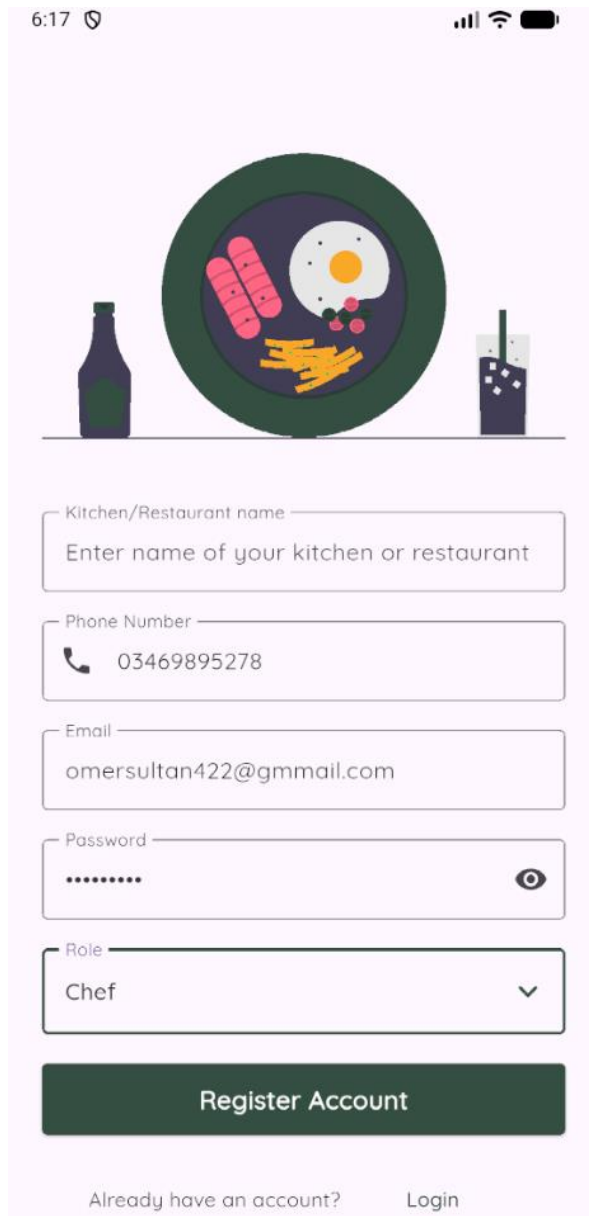 6:17
Kitchen/Restaurant name
Enter name of your kitchen or restaurant
Phone Number
03469895278
Email
omersultan422@gmmail.com
Password
•••••••••
Role
Chef
Register Account
Already have an account? Login